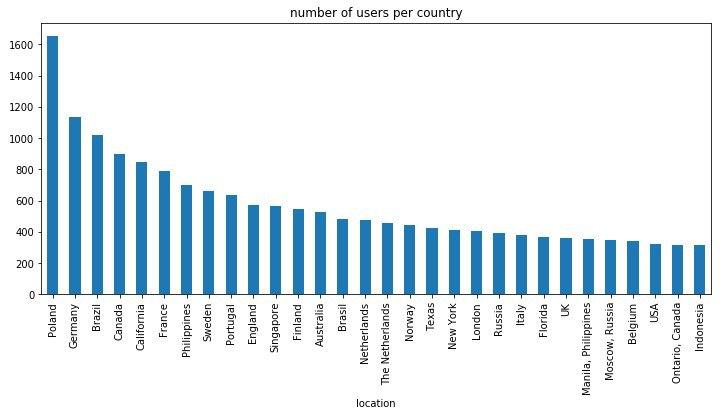 number of users per country
1600
1400
1200
1000
800
600
400
200
0
Poland
Germany
Brazil
Canada
California
France
Philippines
Sweden
Portugal
England
Singapore
Finland
Australia
Brasil
Netherlands
The Netherlands
Norway
Texas
New York
London
Russia
Italy
Florida
UK
Manila, Philippines
Moscow, Russia
Belgium
USA
Ontario, Canada
Indonesia
location